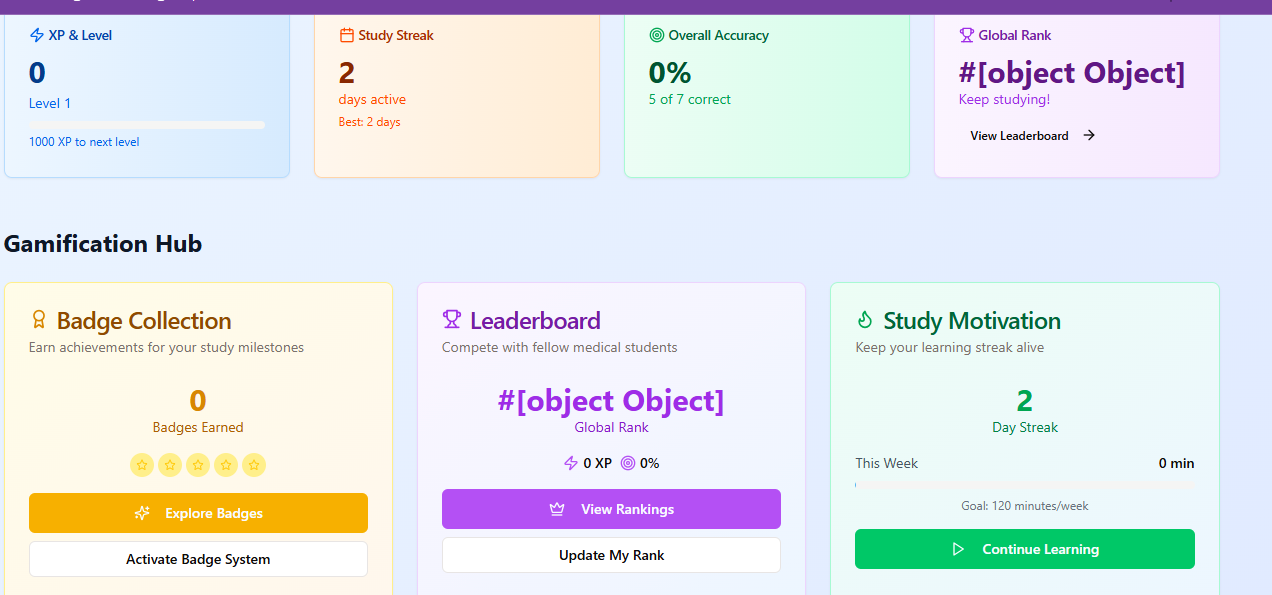 XP & Level
0
Level 1
1000 XP to next level
Study Streak
2
days active
Best: 2 days
Overall Accuracy
0%
5 of 7 correct
Global Rank
#[object Object]
Keep studying!
View Leaderboard
Gamification Hub
Badge Collection
Earn achievements for your study milestones
0
Badges Earned
Explore Badges
Activate Badge System
Leaderboard
Compete with fellow medical students
#[object Object]
Global Rank
0 XP 0%
View Rankings
Update My Rank
Study Motivation
Keep your learning streak alive
2
Day Streak
This Week 0 min
Goal: 120 minutes/week
Continue Learning